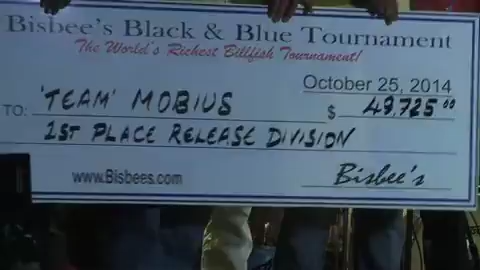 Bisbee's Black & Blue Tournament
The World's Richest Billfish Tournament!
October 25, 2014
TO: 'TEAM' MOBIUS $ 49,725 00
1ST PLACE RELEASE DIVISION
www.Bisbees.com Bisbee's